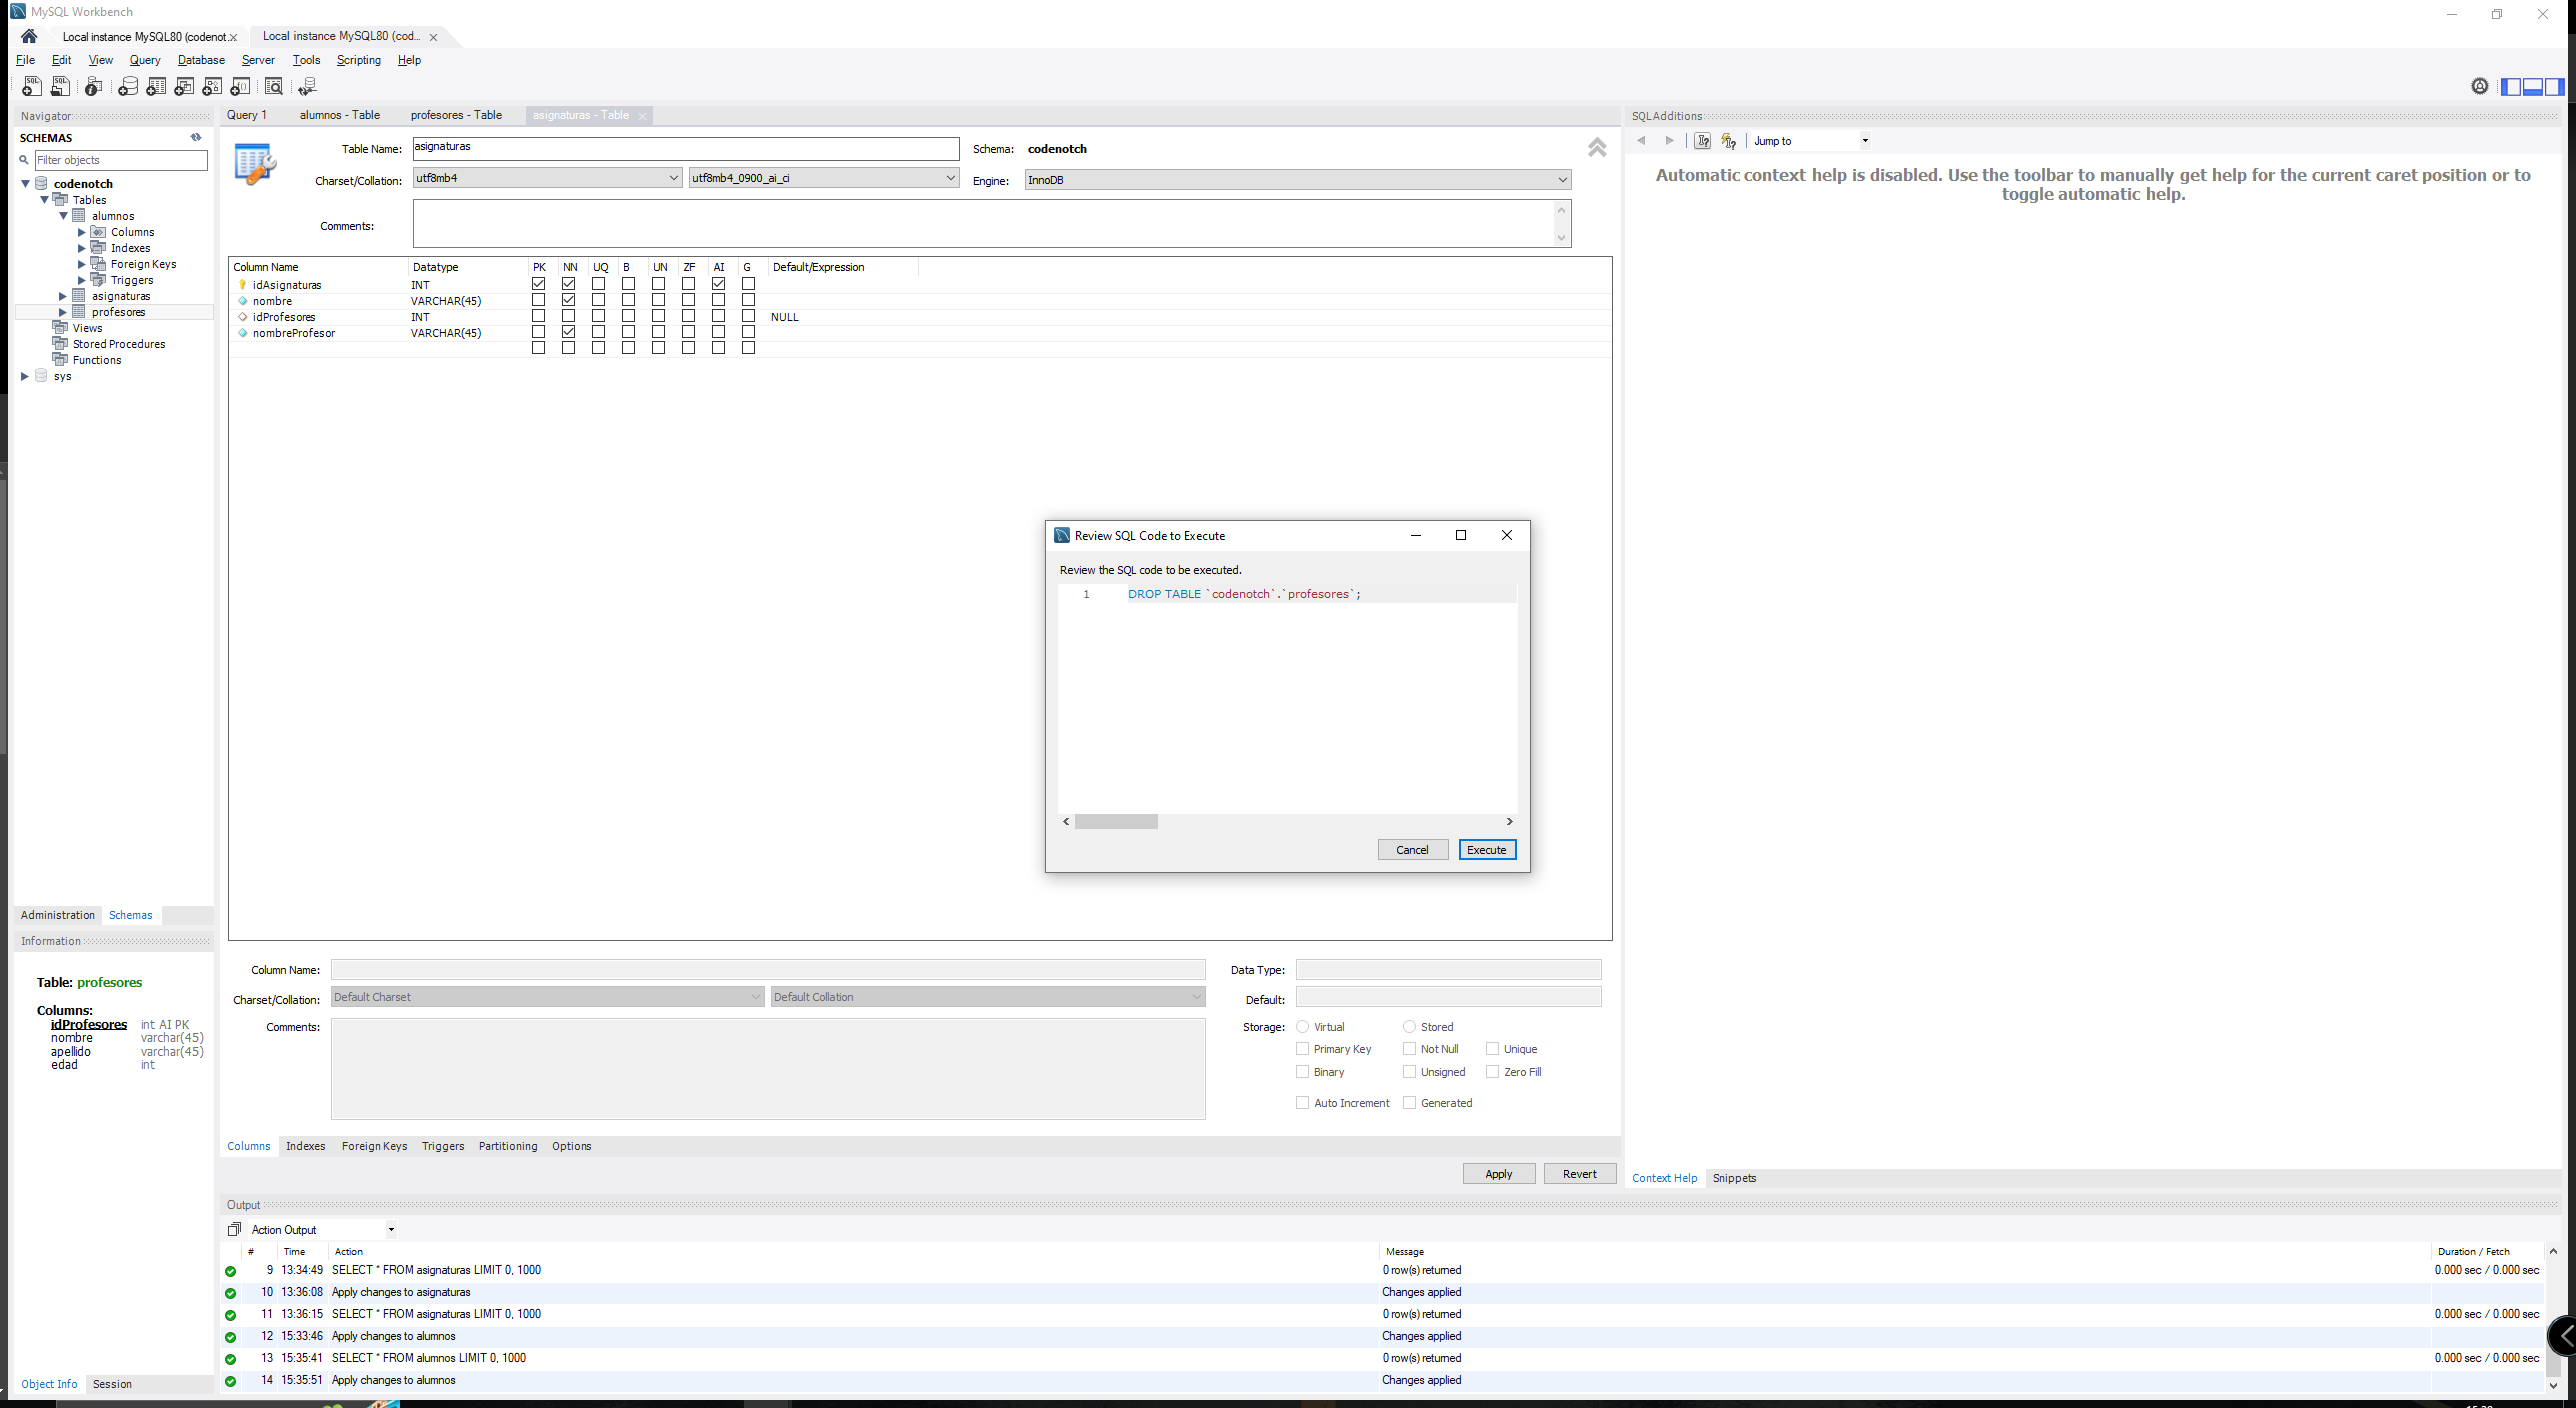 MySQL Workbench
Local instance MySQL80 (codenot...
Local instance MySQL80 (cod...
File Edit View Query Database Server Tools Scripting Help
Navigator
SCHEMAS
Filter objects
codenotch
Tables
alumnos
Columns
Indexes
Foreign Keys
Triggers
asignaturas
profesores
Views
Stored Procedures
Functions
sys
Administration Schemas
Information
Table: profesores
Columns:
idProfesores int AI PK
nombre varchar(45)
apellido varchar(45)
edad int
Object Info Session
Query 1 alumnos - Table profesores - Table asignaturas - Table
Table Name: asignaturas Schema: codenotch
Charset/Collation: utf8mb4 utf8mb4_0900_ai_ci Engine: InnoDB
Comments:
Column Name Datatype PK NN UQ B UN ZF AI G Default/Expression
idAsignaturas INT
nombre VARCHAR(45)
idProfesores INT NULL
nombreProfesor VARCHAR(45)
Review SQL Code to Execute
Review the SQL code to be executed.
1 DROP TABLE `codenotch`.`profesores`;
Cancel Execute
Column Name: Data Type:
Charset/Collation: Default Charset Default Collation Default:
Comments: Storage: Virtual Stored
Primary Key Not Null Unique
Binary Unsigned Zero Fill
Auto Increment Generated
Columns Indexes Foreign Keys Triggers Partitioning Options
Apply Revert
SQLAdditions
Jump to
Automatic context help is disabled. Use the toolbar to manually get help for the current caret position or to
toggle automatic help.
Context Help Snippets
Output
Action Output
# Time Action Message Duration / Fetch
9 13:34:49 SELECT * FROM asignaturas LIMIT 0, 1000 0 row(s) returned 0.000 sec / 0.000 sec
10 13:36:08 Apply changes to asignaturas Changes applied
11 13:36:15 SELECT * FROM asignaturas LIMIT 0, 1000 0 row(s) returned 0.000 sec / 0.000 sec
12 15:33:46 Apply changes to alumnos Changes applied
13 15:35:41 SELECT * FROM alumnos LIMIT 0, 1000 0 row(s) returned 0.000 sec / 0.000 sec
14 15:35:51 Apply changes to alumnos Changes applied